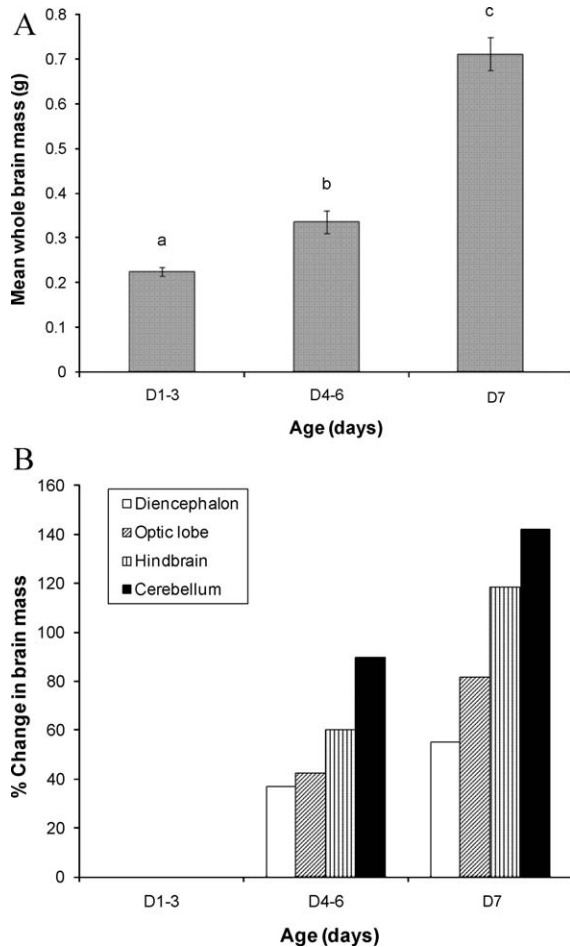 A
Mean whole brain mass (g)
0.8
0.7
0.6
0.5
0.4
0.3
0.2
0.1
0
a
b
c
D1-3
D4-6
D7
Age (days)
B
% Change in brain mass
160
140
120
100
80
60
40
20
0
Diencephalon
Optic lobe
Hindbrain
Cerebellum
D1-3
D4-6
D7
Age (days)